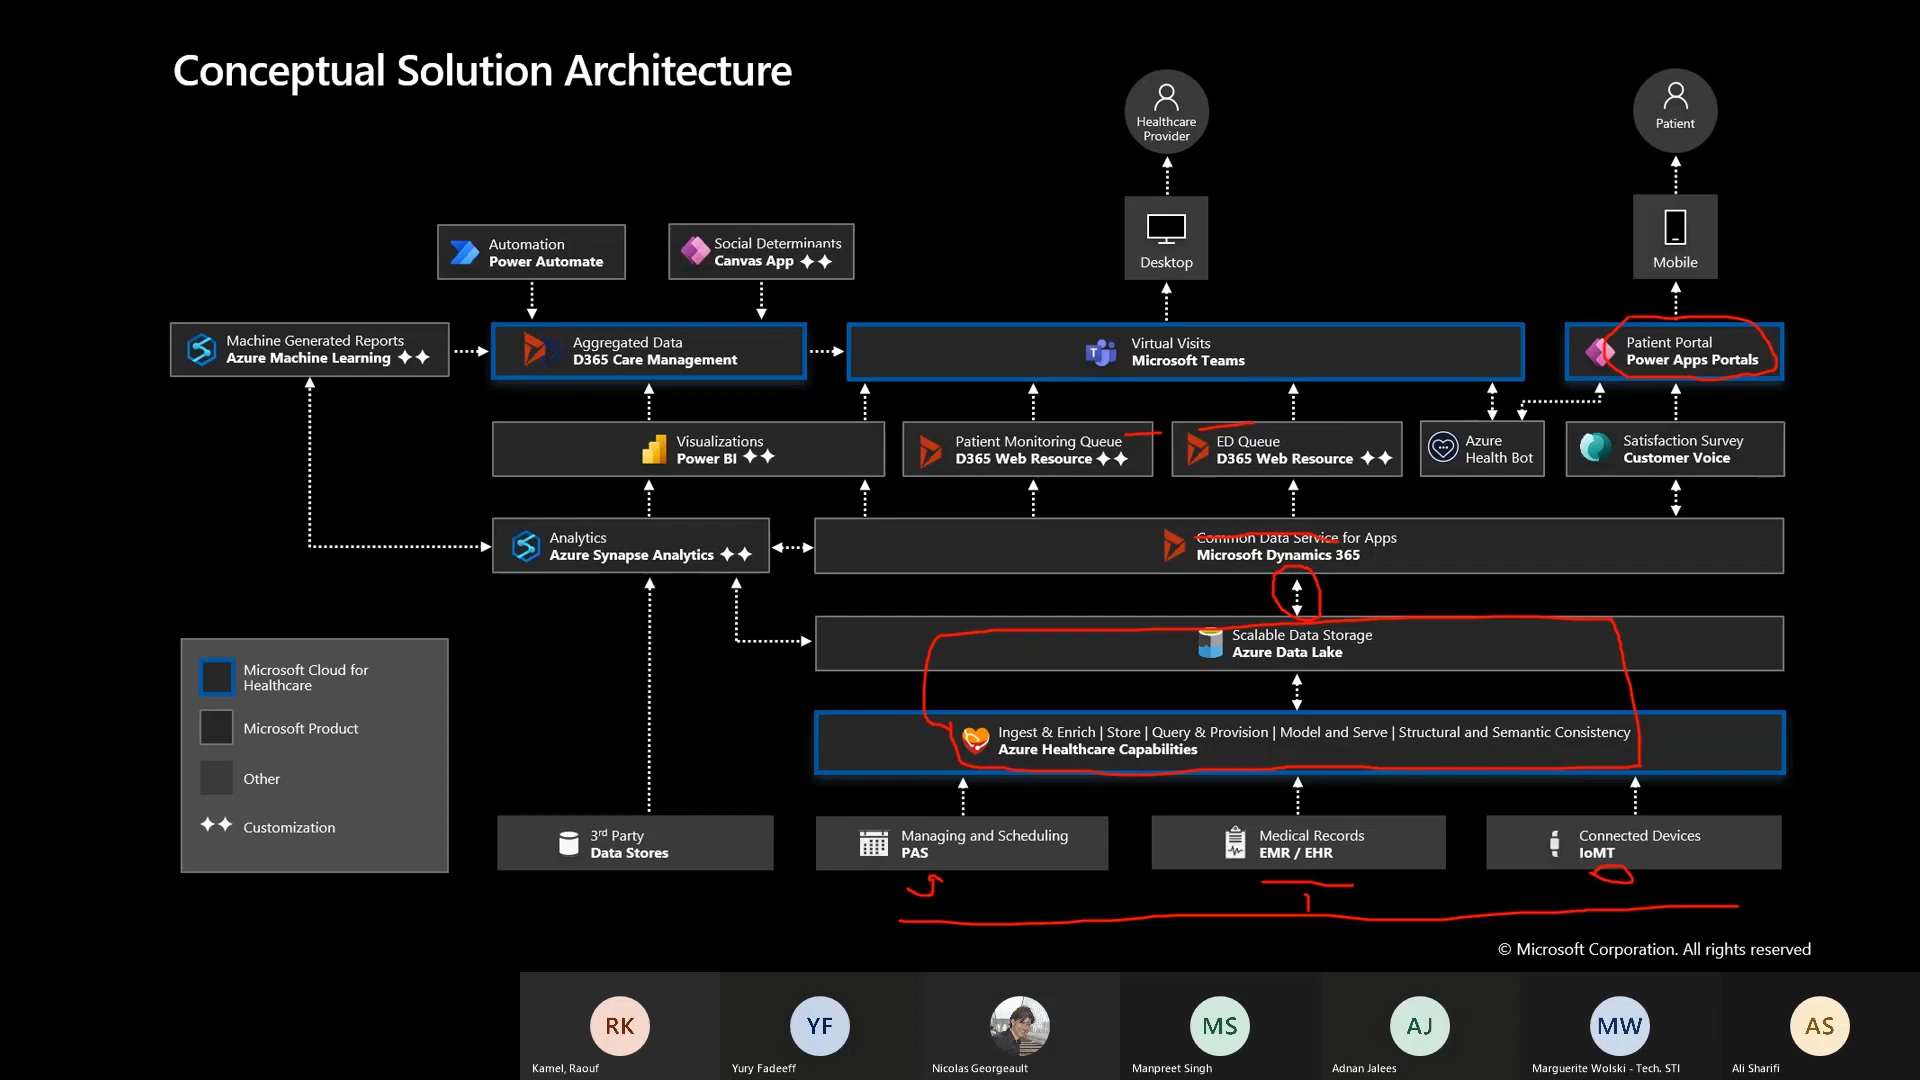 Conceptual Solution Architecture
Healthcare
Provider
Patient
Desktop
Mobile
Automation
Power Automate
Social Determinants
Canvas App
Machine Generated Reports
Azure Machine Learning
Aggregated Data
D365 Care Management
Virtual Visits
Microsoft Teams
Patient Portal
Power Apps Portals
Visualizations
Power BI
Patient Monitoring Queue
D365 Web Resource
ED Queue
D365 Web Resource
Azure
Health Bot
Satisfaction Survey
Customer Voice
Analytics
Azure Synapse Analytics
Common Data Service for Apps
Microsoft Dynamics 365
Scalable Data Storage
Azure Data Lake
Ingest & Enrich | Store | Query & Provision | Model and Serve | Structural and Semantic Consistency
Azure Healthcare Capabilities
Microsoft Cloud for
Healthcare
Microsoft Product
Other
Customization
3rd Party
Data Stores
Managing and Scheduling
PAS
Medical Records
EMR / EHR
Connected Devices
IoMT
© Microsoft Corporation. All rights reserved
RK
YF
MS
AJ
MW
AS
Kamel, Raouf
Yury Fadeeff
Nicolas Georgeault
Manpreet Singh
Adnan Jalees
Marguerite Wolski - Tech. STI
Ali Sharifi